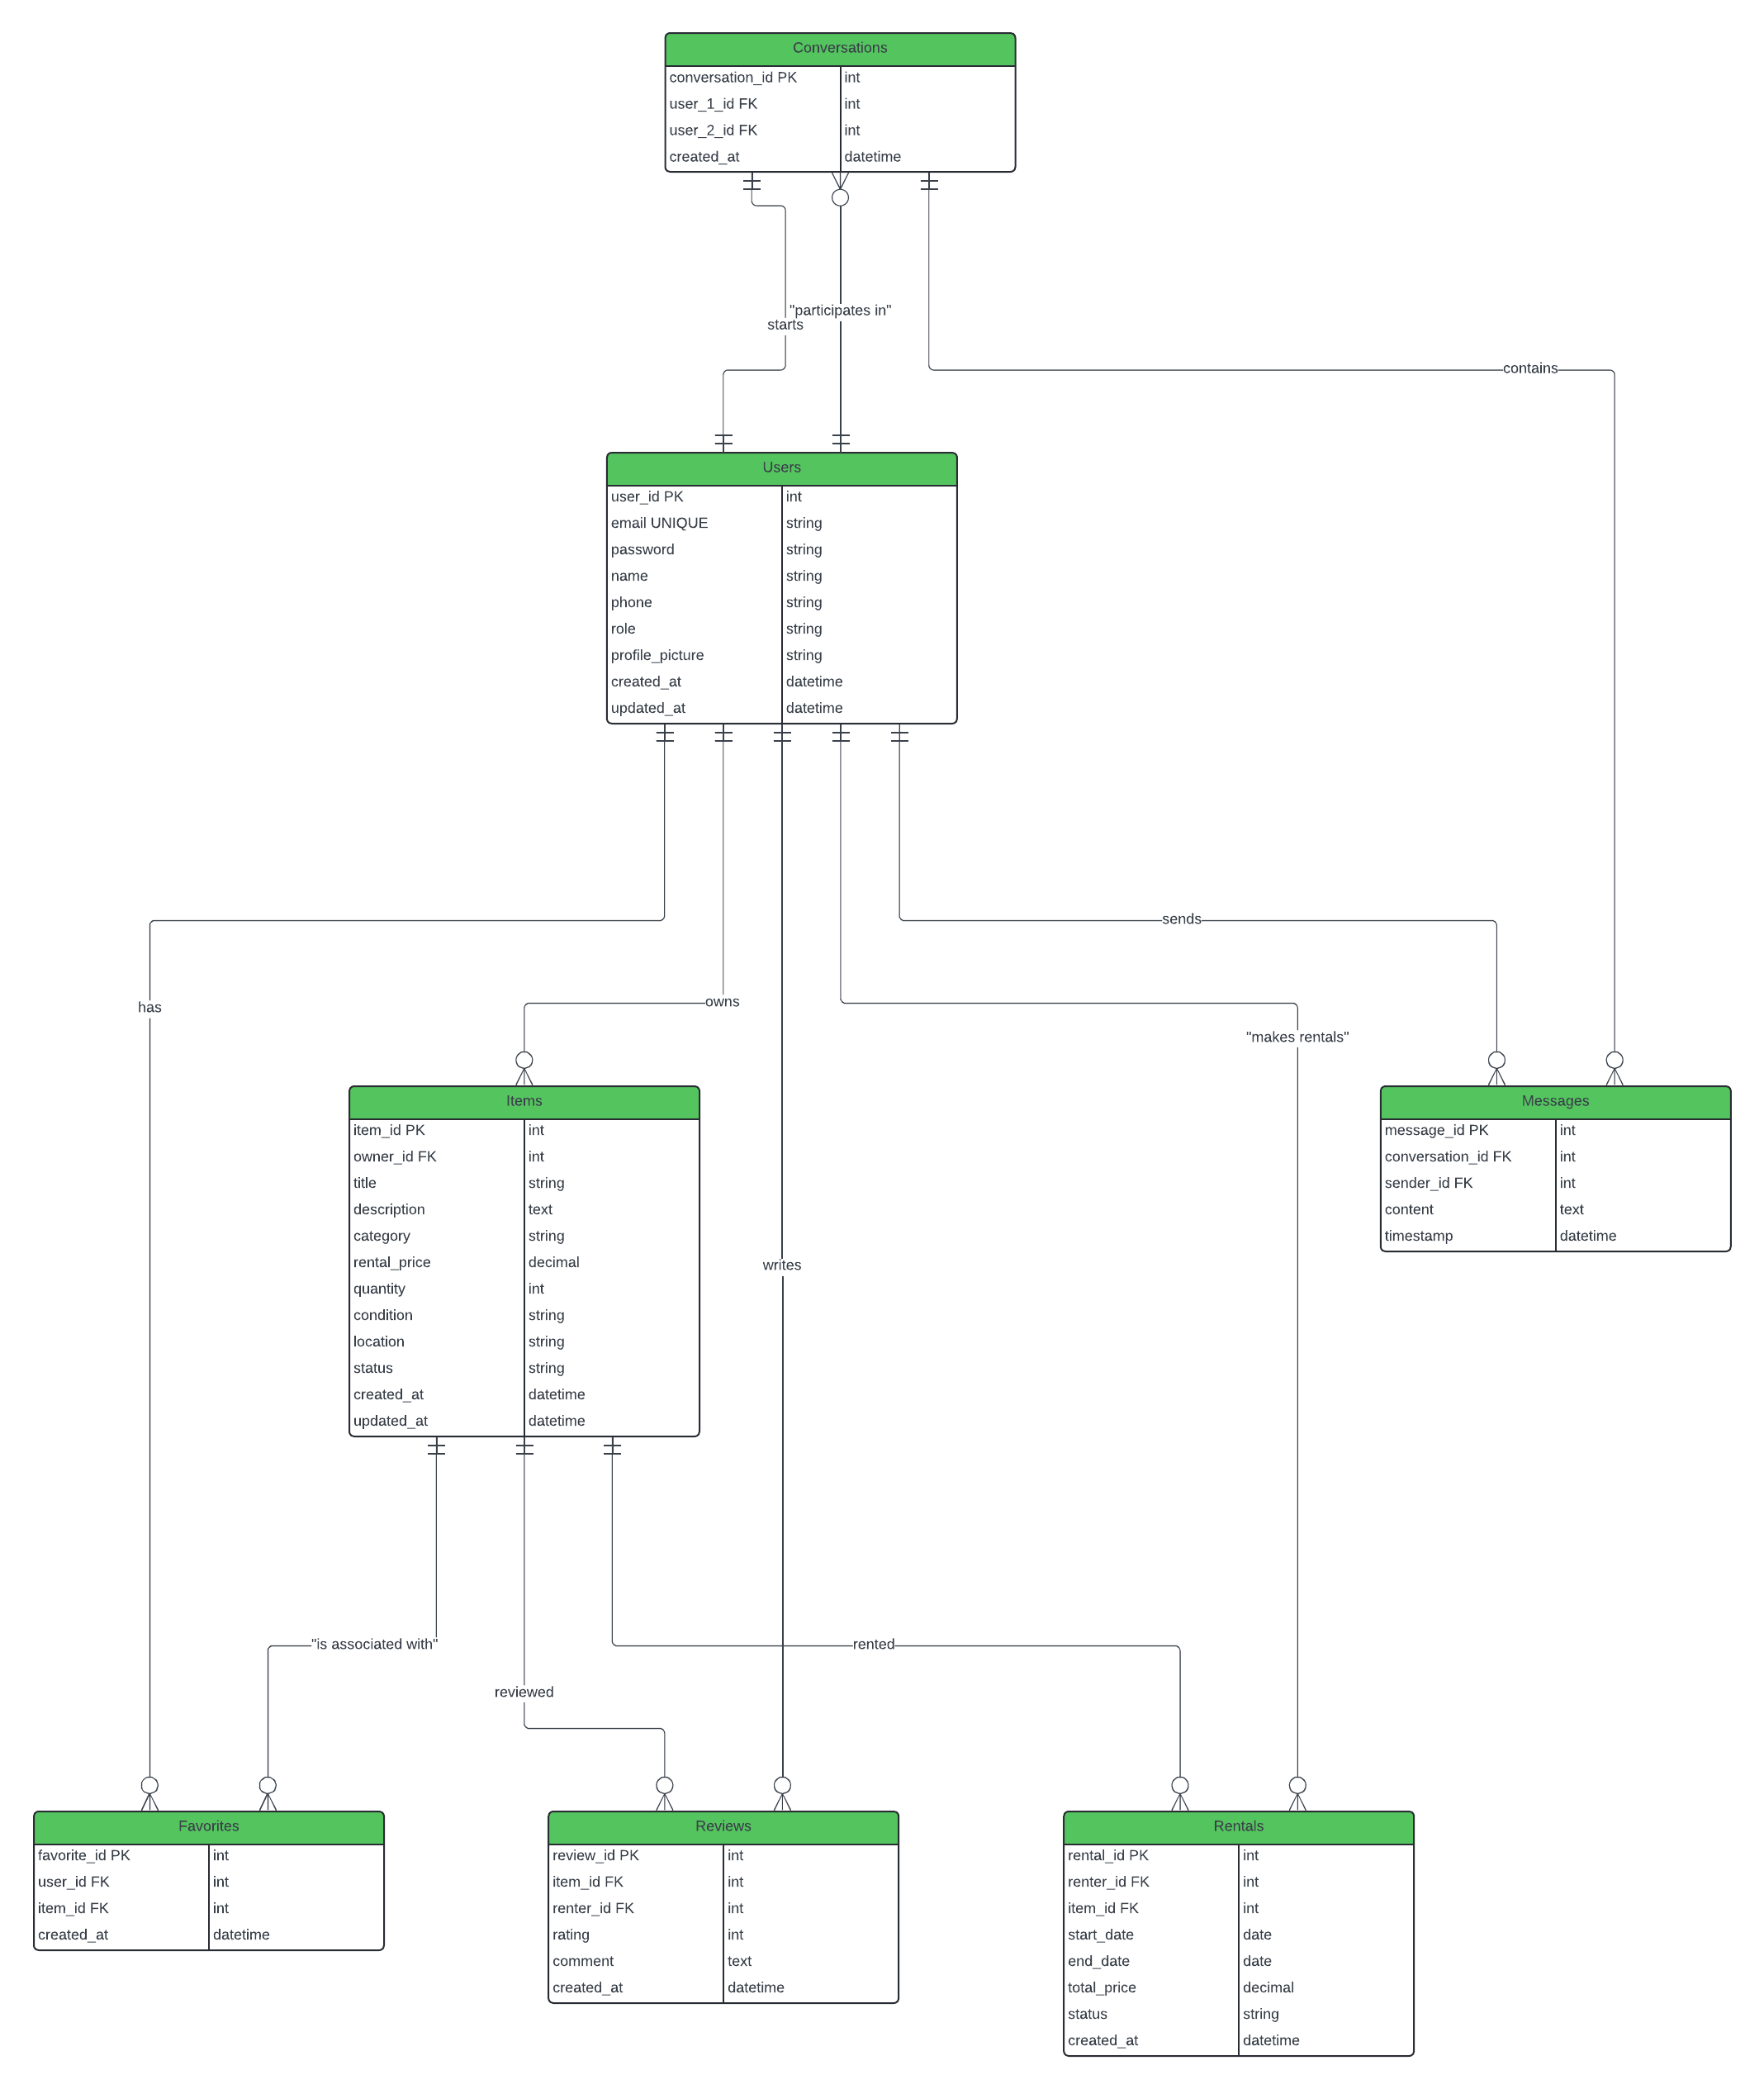 Conversations
conversation_id PK int
user_1_id FK int
user_2_id FK int
created_at datetime
"participates in"
starts
contains
Users
user_id PK int
email UNIQUE string
password string
name string
phone string
role string
profile_picture string
created_at datetime
updated_at datetime
sends
has
owns
"makes rentals"
Items
item_id PK int
owner_id FK int
title string
description text
category string
rental_price decimal
quantity int
condition string
location string
status string
created_at datetime
updated_at datetime
Messages
message_id PK int
conversation_id FK int
sender_id FK int
content text
timestamp datetime
writes
"is associated with"
rented
reviewed
Favorites
favorite_id PK int
user_id FK int
item_id FK int
created_at datetime
Reviews
review_id PK int
item_id FK int
renter_id FK int
rating int
comment text
created_at datetime
Rentals
rental_id PK int
renter_id FK int
item_id FK int
start_date date
end_date date
total_price decimal
status string
created_at datetime